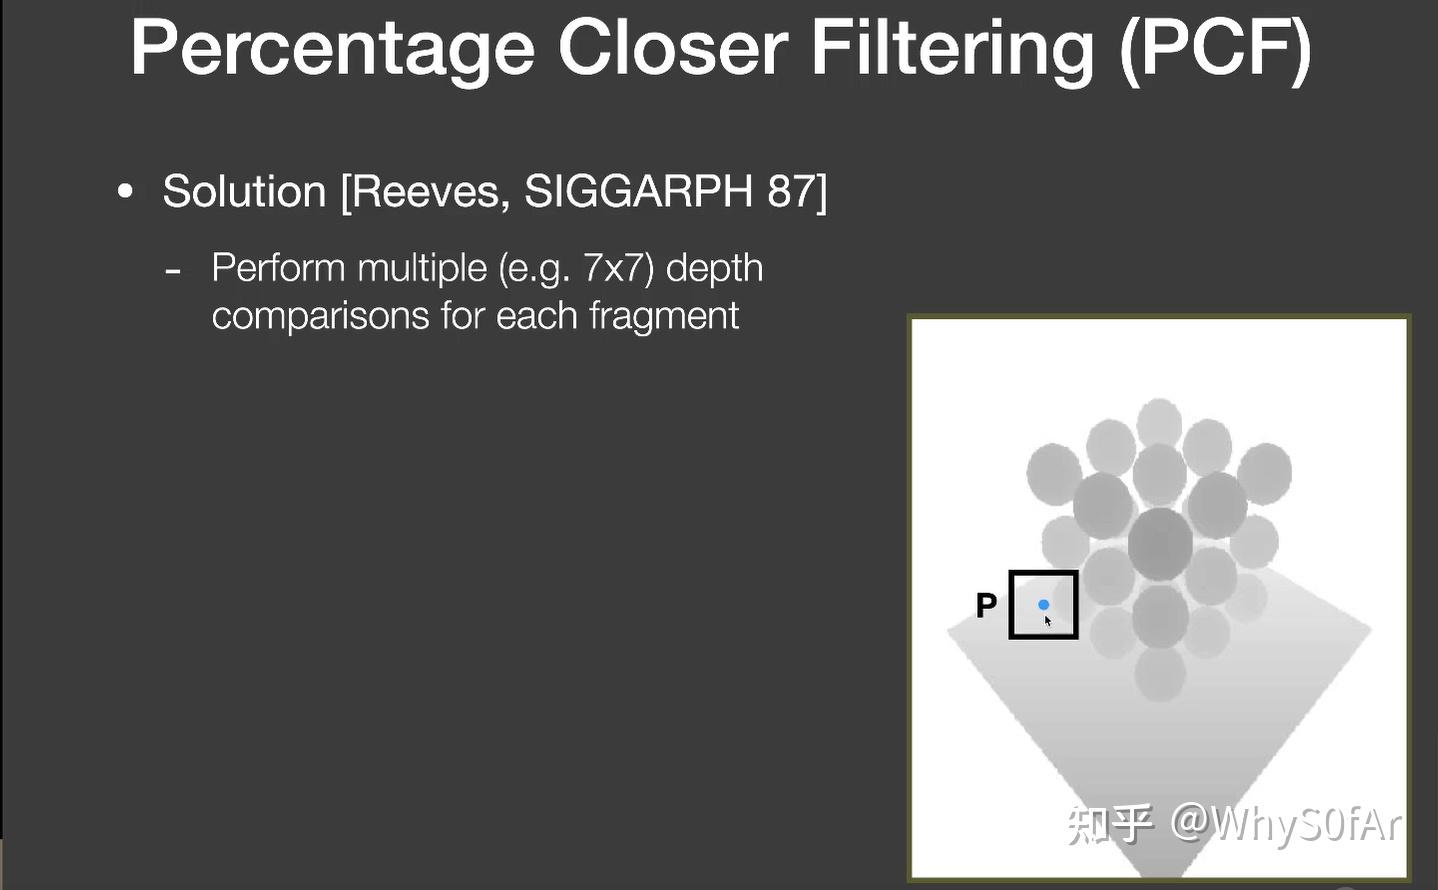 Percentage Closer Filtering (PCF)
• Solution [Reeves, SIGGARPH 87]
- Perform multiple (e.g. 7x7) depth
comparisons for each fragment
P
知乎 @WhyS0fAr